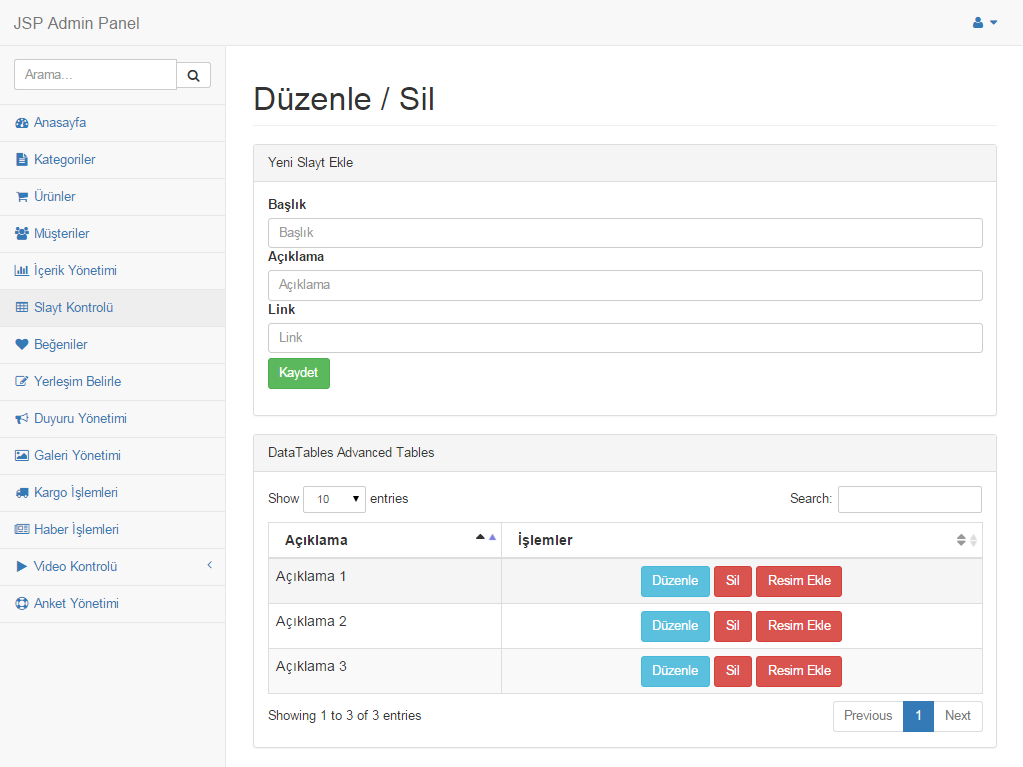 JSP Admin Panel
Arama...
Anasayfa
Kategoriler
Ürünler
Müşteriler
İçerik Yönetimi
Slayt Kontrolü
Beğeniler
Yerleşim Belirle
Duyuru Yönetimi
Galeri Yönetimi
Kargo İşlemleri
Haber İşlemleri
Video Kontrolü
Anket Yönetimi
Düzenle / Sil
Yeni Slayt Ekle
Başlık
Başlık
Açıklama
Açıklama
Link
Link
Kaydet
DataTables Advanced Tables
Show 10 entries Search:
Açıklama İşlemler
Açıklama 1 Düzenle Sil Resim Ekle
Açıklama 2 Düzenle Sil Resim Ekle
Açıklama 3 Düzenle Sil Resim Ekle
Showing 1 to 3 of 3 entries Previous 1 Next